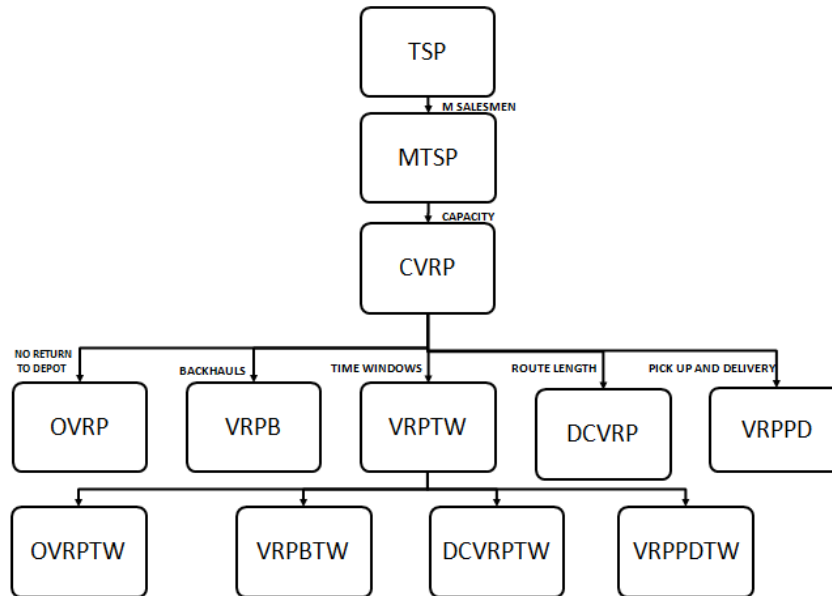 TSP
M SALESMEN
MTSP
CAPACITY
CVRP
NO RETURN
TO DEPOT
BACKHAULS
TIME WINDOWS
ROUTE LENGTH
PICK UP AND DELIVERY
OVRP
VRPB
VRPTW
DCVRP
VRPPD
OVRPTW
VRPBTW
DCVRPTW
VRPPDTW